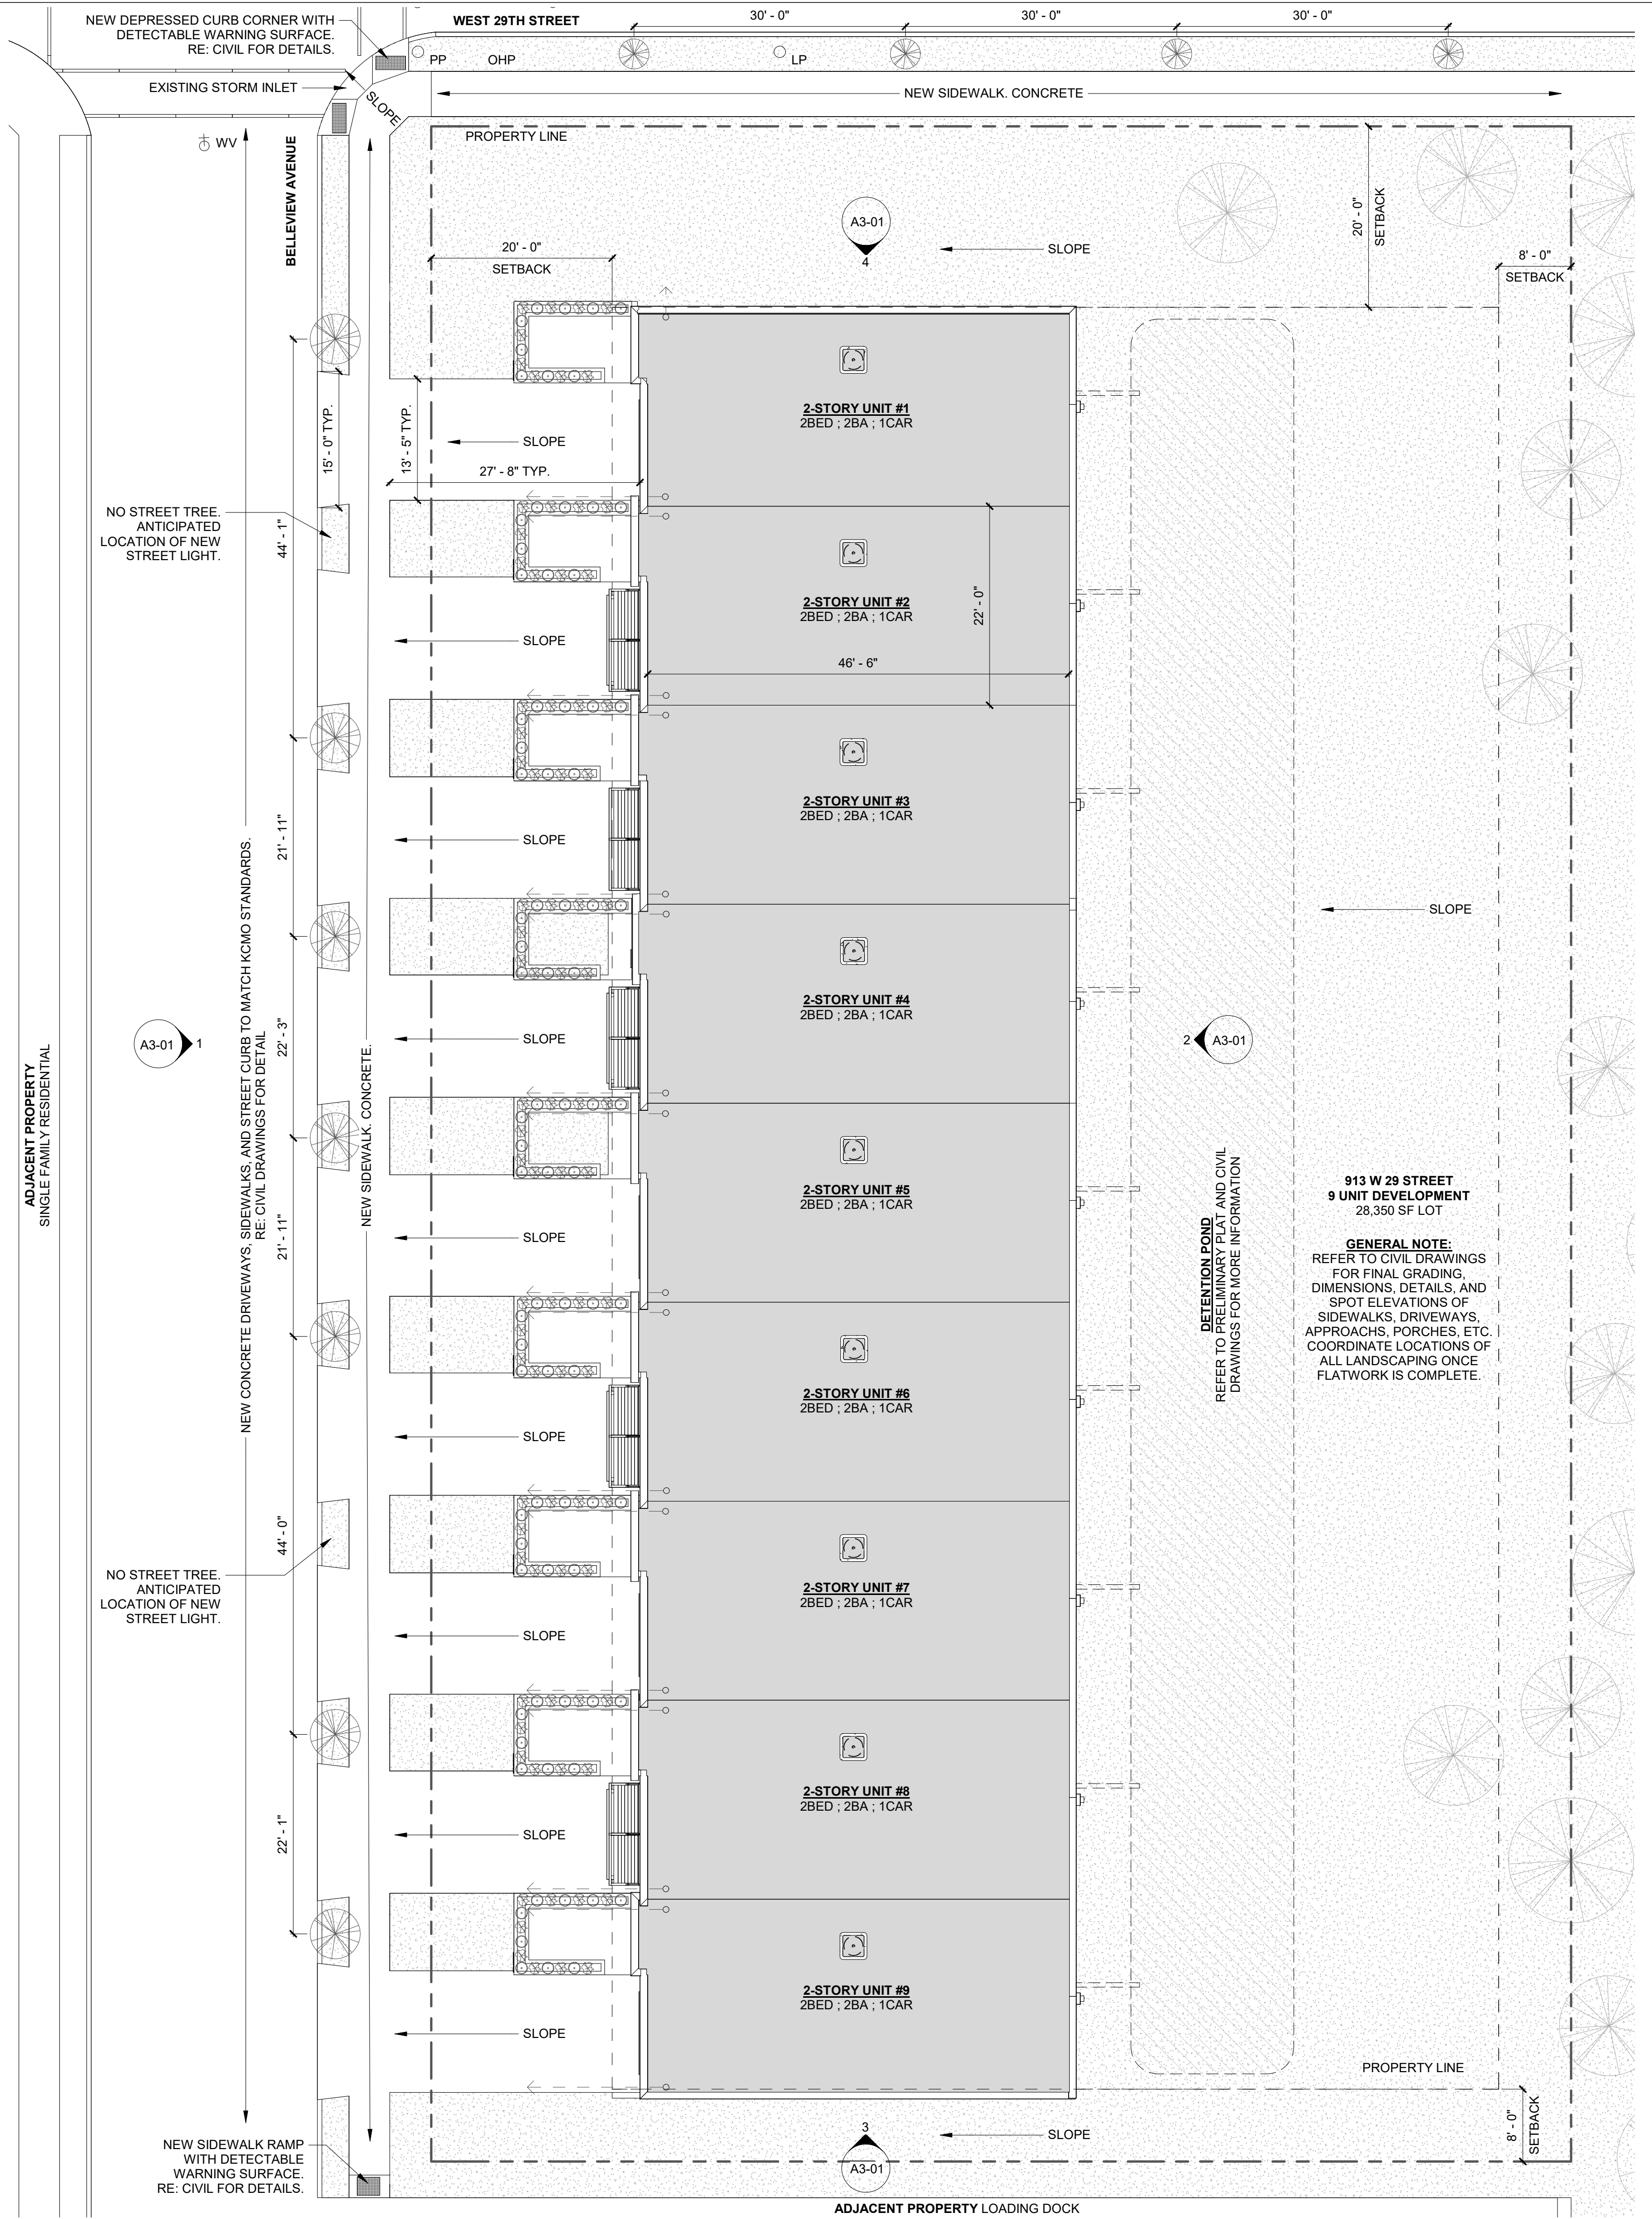 NEW DEPRESSED CURB CORNER WITH
DETECTABLE WARNING SURFACE.
RE: CIVIL FOR DETAILS.
WEST 29TH STREET
30' - 0"
30' - 0"
30' - 0"
PP
OHP
LP
EXISTING STORM INLET
SLOPE
NEW SIDEWALK. CONCRETE
WV
PROPERTY LINE
BELLEVIEW AVENUE
A3-01
4
20' - 0"
SETBACK
SLOPE
20' - 0"
SETBACK
8' - 0"
SETBACK
15' - 0" TYP.
13' - 5" TYP.
SLOPE
27' - 8" TYP.
2-STORY UNIT #1
2BED ; 2BA ; 1CAR
NO STREET TREE.
ANTICIPATED
LOCATION OF NEW
STREET LIGHT.
44' - 1"
2-STORY UNIT #2
2BED ; 2BA ; 1CAR
22' - 0"
SLOPE
46' - 6"
2-STORY UNIT #3
2BED ; 2BA ; 1CAR
21' - 11"
SLOPE
SLOPE
NEW CONCRETE DRIVEWAYS, SIDEWALKS, AND STREET CURB TO MATCH KCMO STANDARDS.
RE: CIVIL DRAWINGS FOR DETAIL
NEW SIDEWALK. CONCRETE.
2-STORY UNIT #4
2BED ; 2BA ; 1CAR
22' - 3"
SLOPE
A3-01
1
2
A3-01
ADJACENT PROPERTY
SINGLE FAMILY RESIDENTIAL
2-STORY UNIT #5
2BED ; 2BA ; 1CAR
21' - 11"
SLOPE
DETENTION POND
REFER TO PRELIMINARY PLAT AND CIVIL
DRAWINGS FOR MORE INFORMATION
913 W 29 STREET
9 UNIT DEVELOPMENT
28,350 SF LOT
GENERAL NOTE:
REFER TO CIVIL DRAWINGS
FOR FINAL GRADING,
DIMENSIONS, DETAILS, AND
SPOT ELEVATIONS OF
SIDEWALKS, DRIVEWAYS,
APPROACHS, PORCHES, ETC.
COORDINATE LOCATIONS OF
ALL LANDSCAPING ONCE
FLATWORK IS COMPLETE.
2-STORY UNIT #6
2BED ; 2BA ; 1CAR
SLOPE
44' - 0"
NO STREET TREE.
ANTICIPATED
LOCATION OF NEW
STREET LIGHT.
2-STORY UNIT #7
2BED ; 2BA ; 1CAR
SLOPE
2-STORY UNIT #8
2BED ; 2BA ; 1CAR
22' - 1"
SLOPE
2-STORY UNIT #9
2BED ; 2BA ; 1CAR
SLOPE
PROPERTY LINE
8' - 0"
SETBACK
3
A3-01
SLOPE
NEW SIDEWALK RAMP
WITH DETECTABLE
WARNING SURFACE.
RE: CIVIL FOR DETAILS.
ADJACENT PROPERTY LOADING DOCK